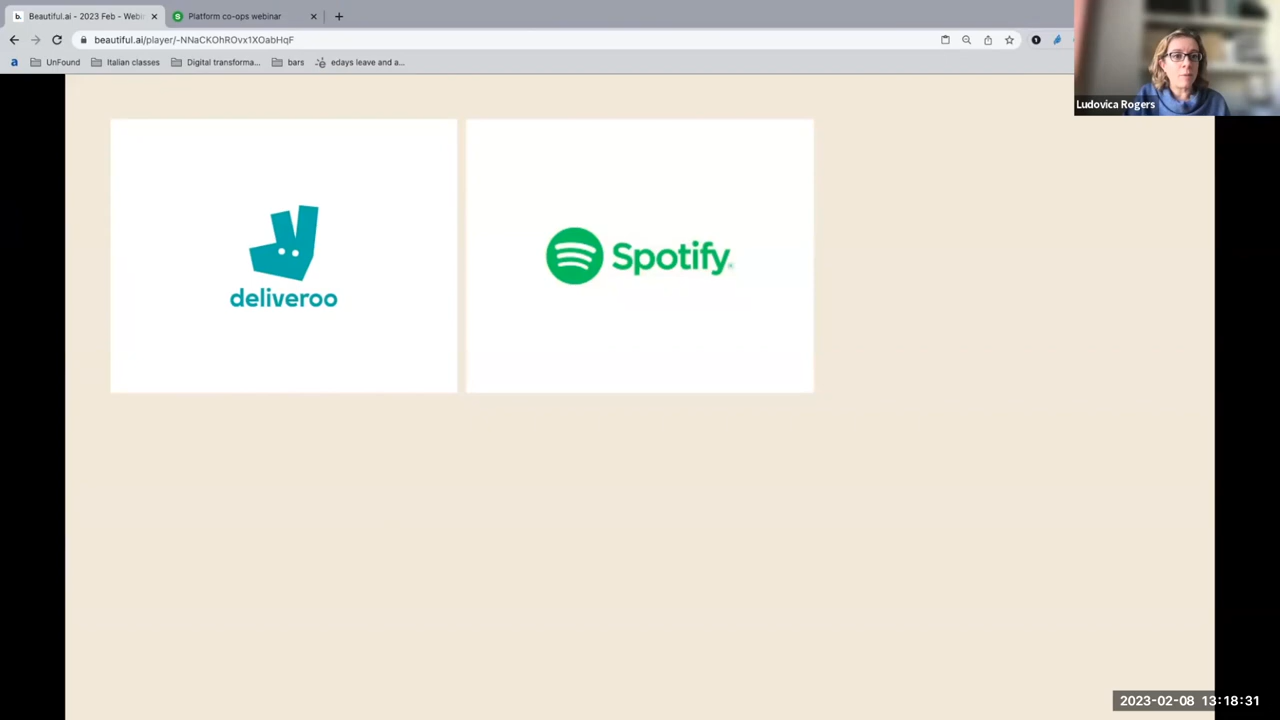 Beautiful.ai - 2023 Feb - Webi
Platform co-ops webinar
beautiful.ai/player/-NNaCKOhROvx1XOabHqF
UnFound
Italian classes
Digital transforma...
bars
edays leave and a...
Ludovica Rogers
deliveroo
Spotify
2023-02-08 13:18:31